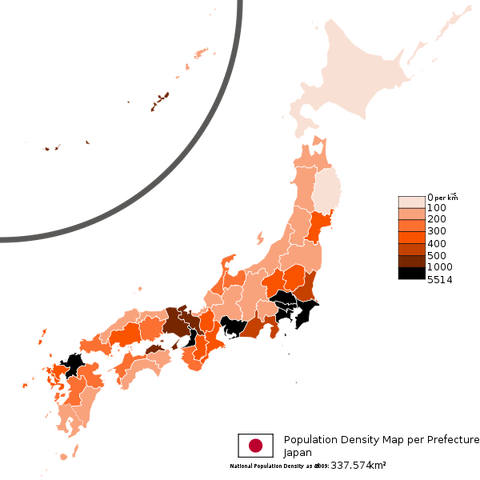 0 per km²
100
200
300
400
500
1000
5514
Population Density Map per Prefecture
Japan
National Population Density as of 2009: 337.574km²